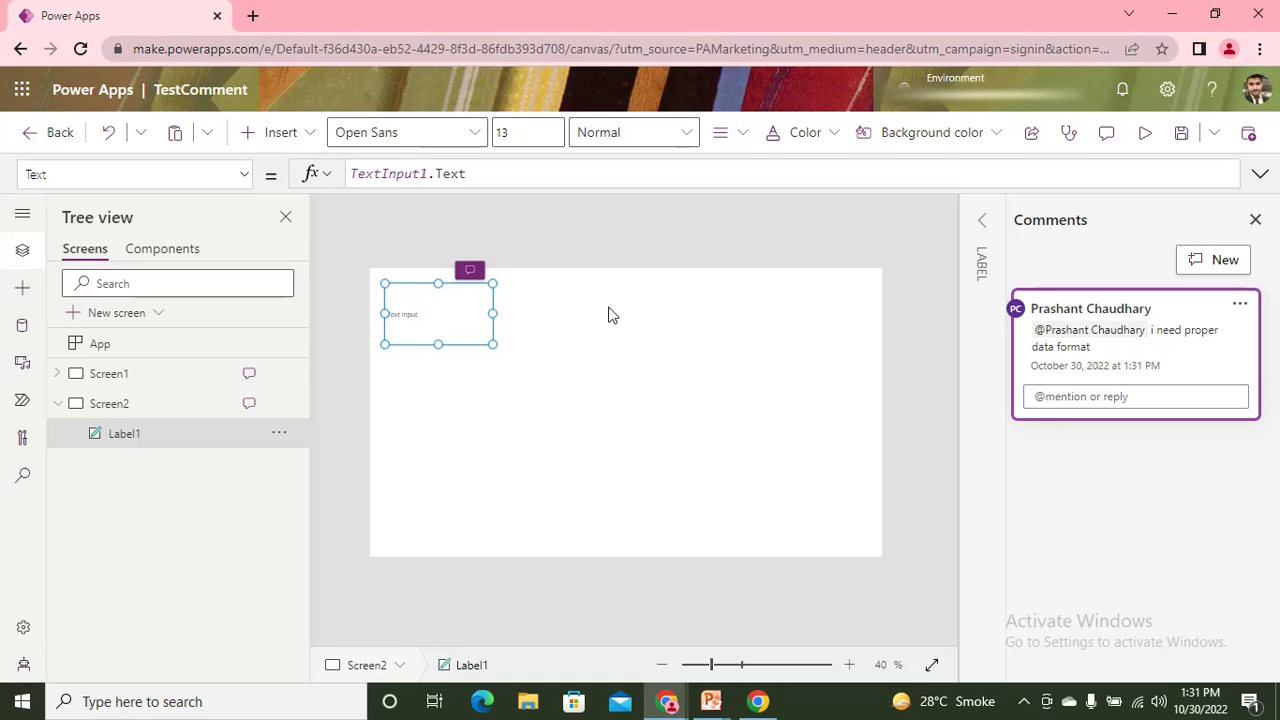 Power Apps
make.powerapps.com/e/Default-f36d430a-eb52-4429-8f3d-86fdb393d708/canvas/?utm_source=PAMarketing&utm_medium=header&utm_campaign=signin&action=...
Power Apps | TestComment
Environment
Back
Insert
Open Sans
13
Normal
Color
Background color
Text
=
fx
TextInput1.Text
Tree view
Screens
Components
Search
New screen
App
Screen1
Screen2
Label1
Text input
LABEL
Comments
New
PC
Prashant Chaudhary
@Prashant Chaudhary i need proper
data format
October 30, 2022 at 1:31 PM
@mention or reply
Activate Windows
Go to Settings to activate Windows.
Screen2
Label1
40 %
Type here to search
28°C Smoke
1:31 PM
10/30/2022
1